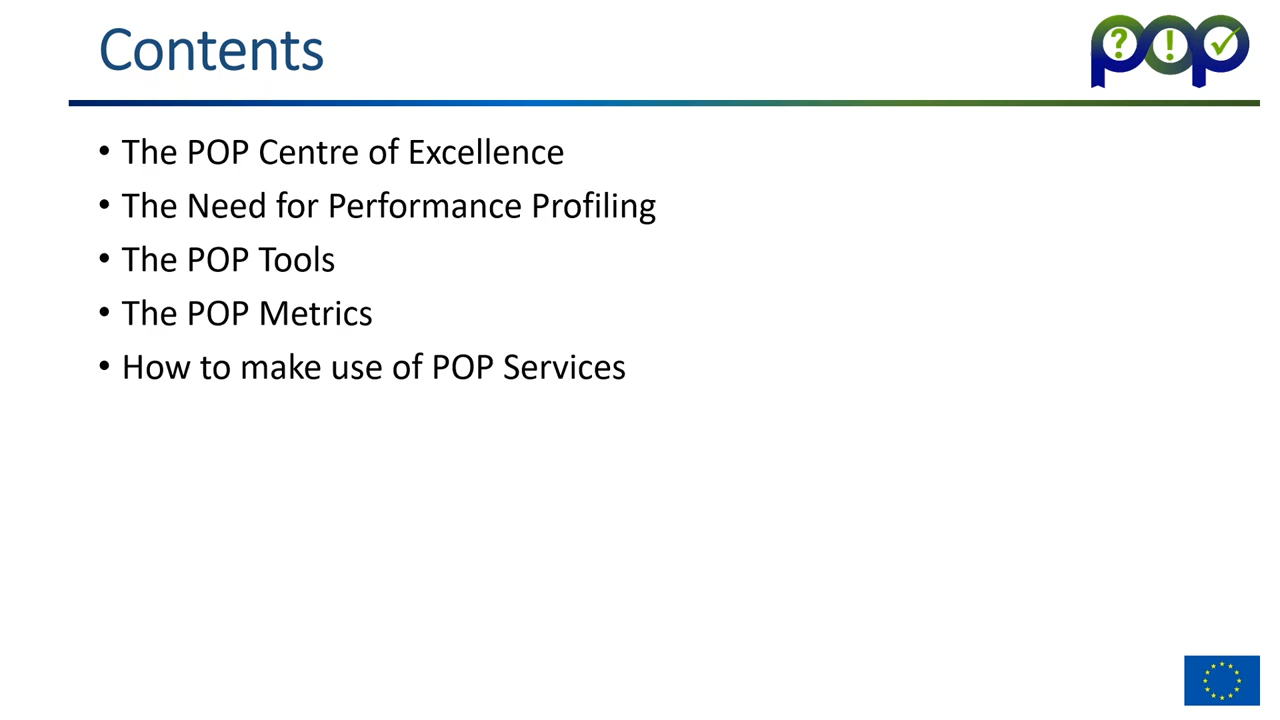 Contents
pop
• The POP Centre of Excellence
• The Need for Performance Profiling
• The POP Tools
• The POP Metrics
• How to make use of POP Services